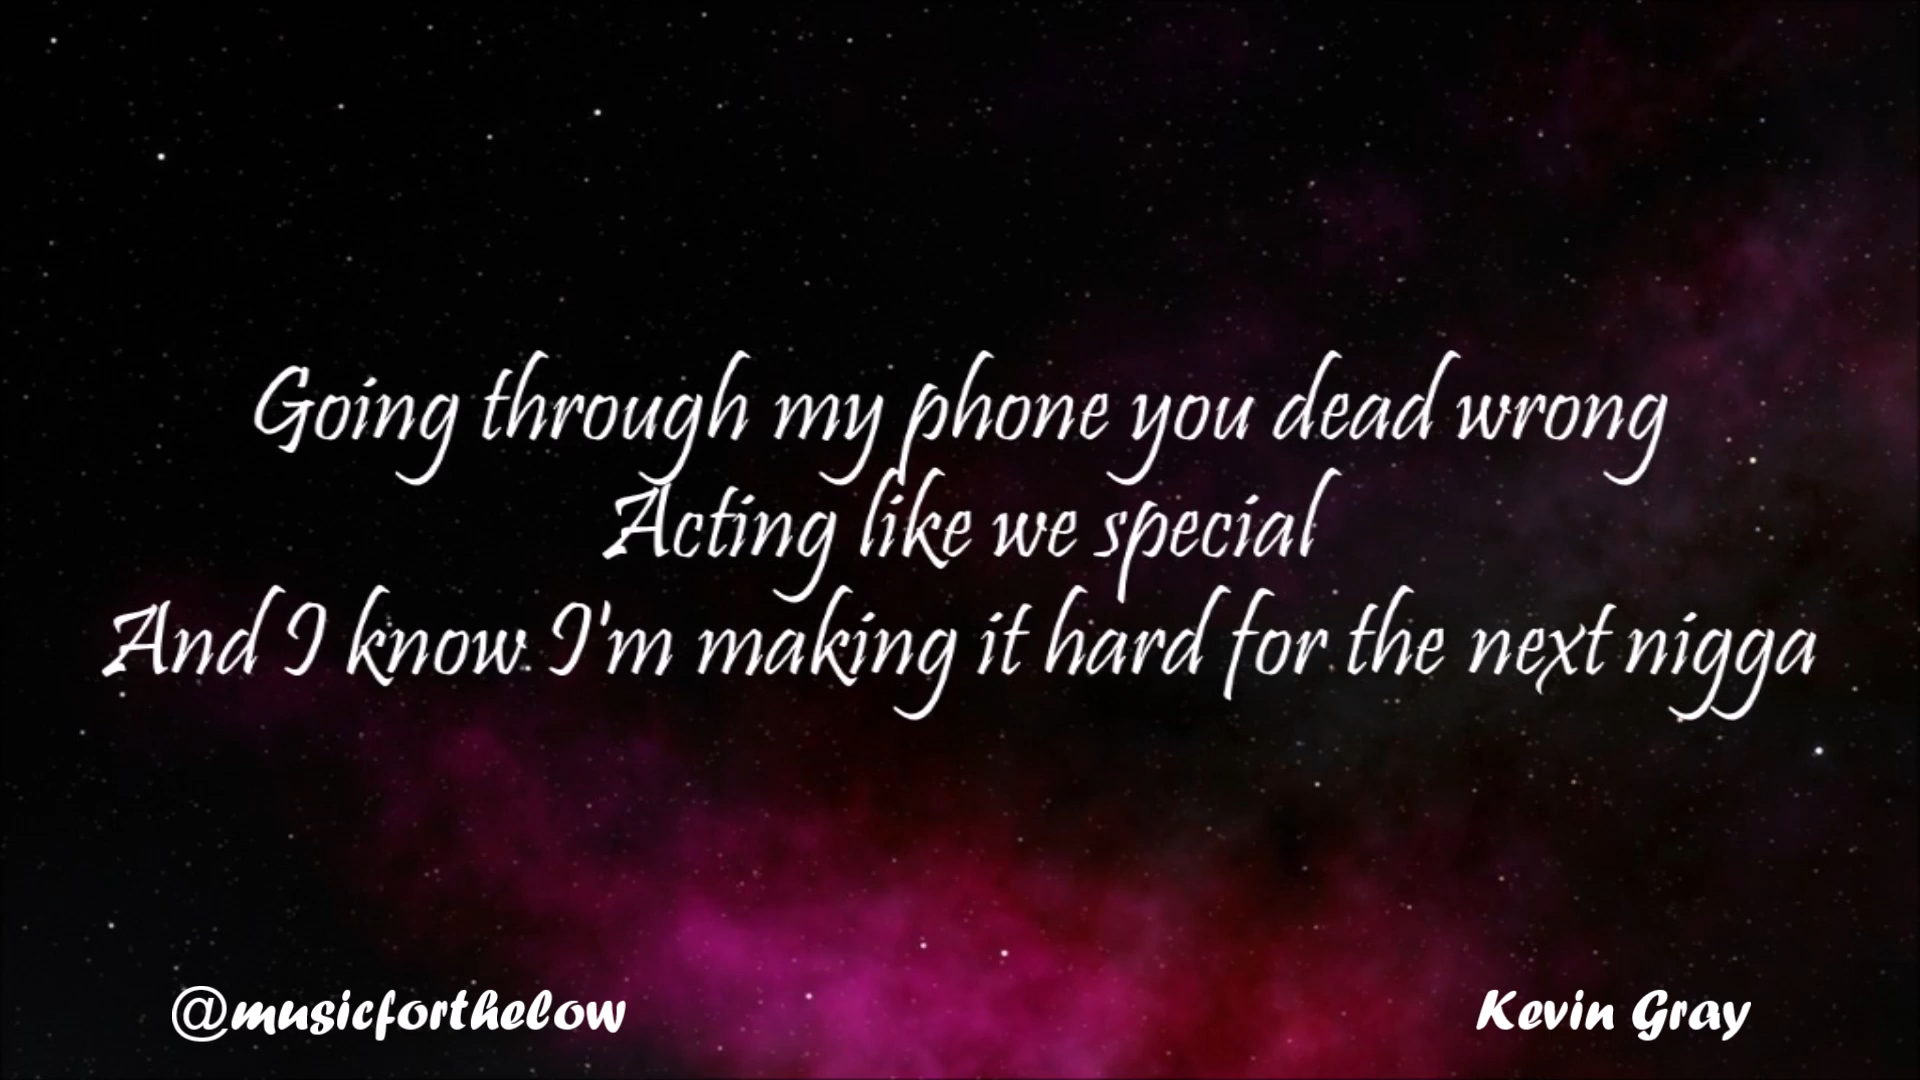 Going through my phone you dead wrong
Acting like we special
And I know I'm making it hard for the next nigga
@musicforthelow
Kevin Gray